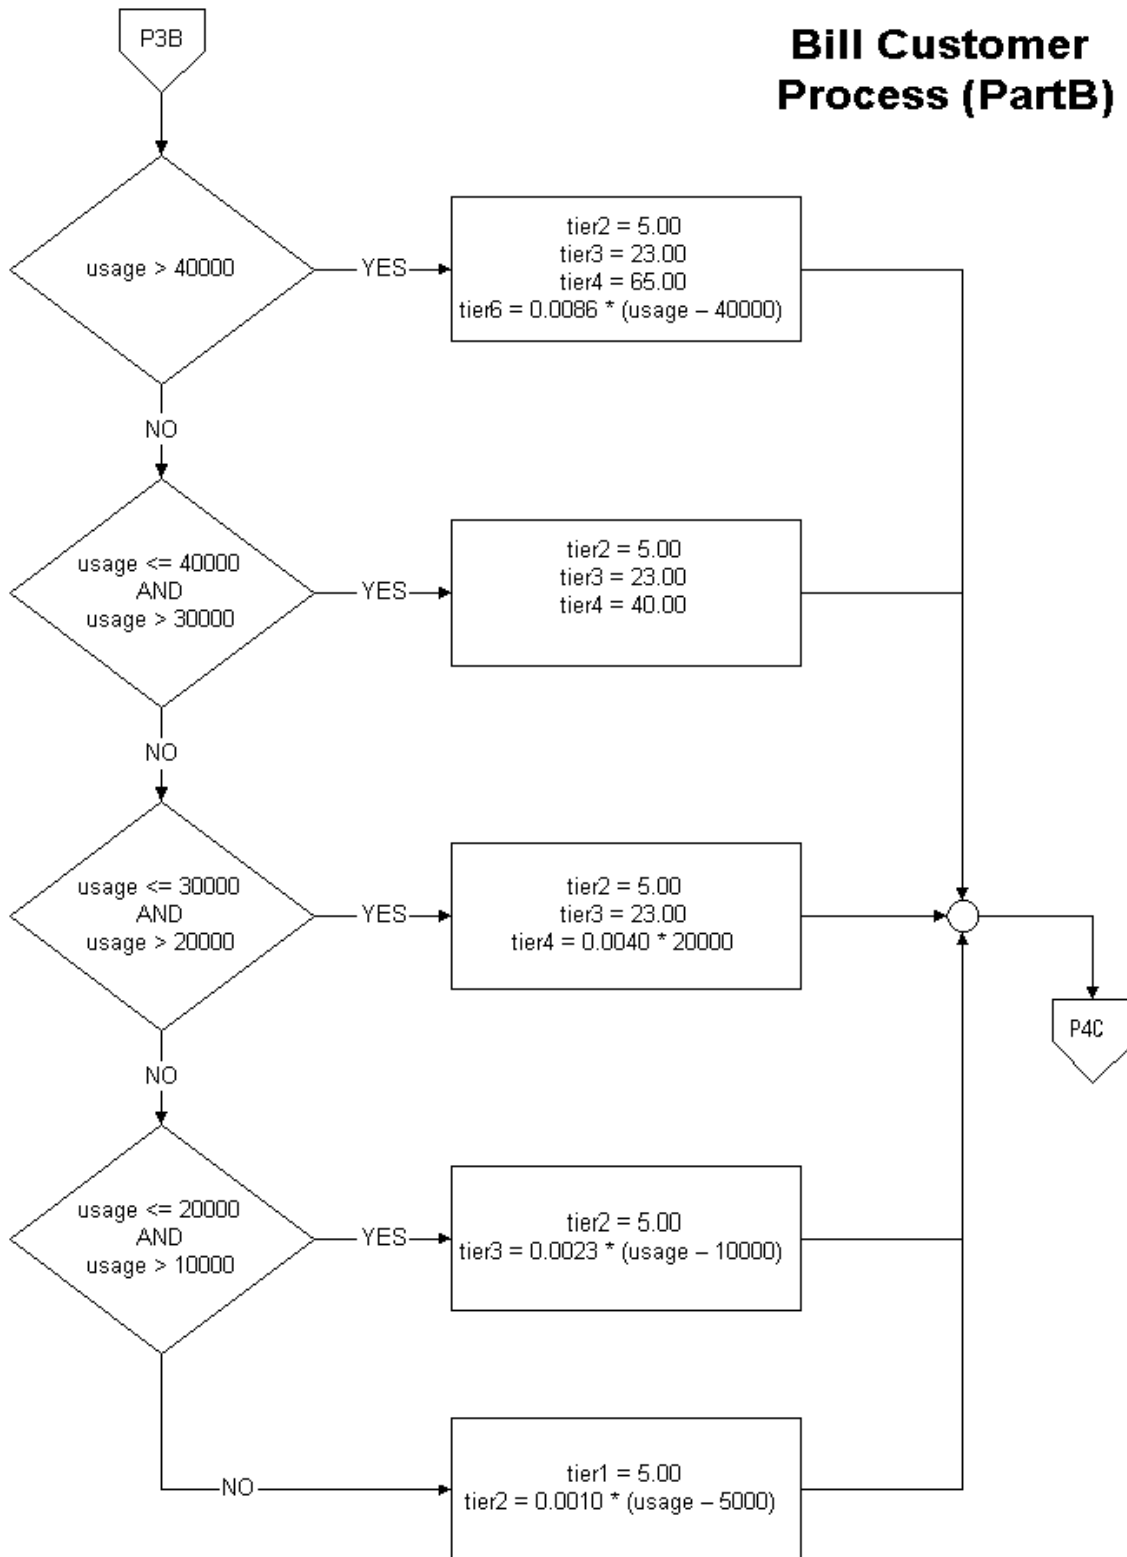 P3B
Bill Customer
Process (PartB)
usage > 40000
YES
tier2 = 5.00
tier3 = 23.00
tier4 = 65.00
tier6 = 0.0086 * (usage – 40000)
NO
usage <= 40000
AND
usage > 30000
YES
tier2 = 5.00
tier3 = 23.00
tier4 = 40.00
NO
usage <= 30000
AND
usage > 20000
YES
tier2 = 5.00
tier3 = 23.00
tier4 = 0.0040 * 20000
P4C
NO
usage <= 20000
AND
usage > 10000
YES
tier2 = 5.00
tier3 = 0.0023 * (usage – 10000)
NO
tier1 = 5.00
tier2 = 0.0010 * (usage – 5000)